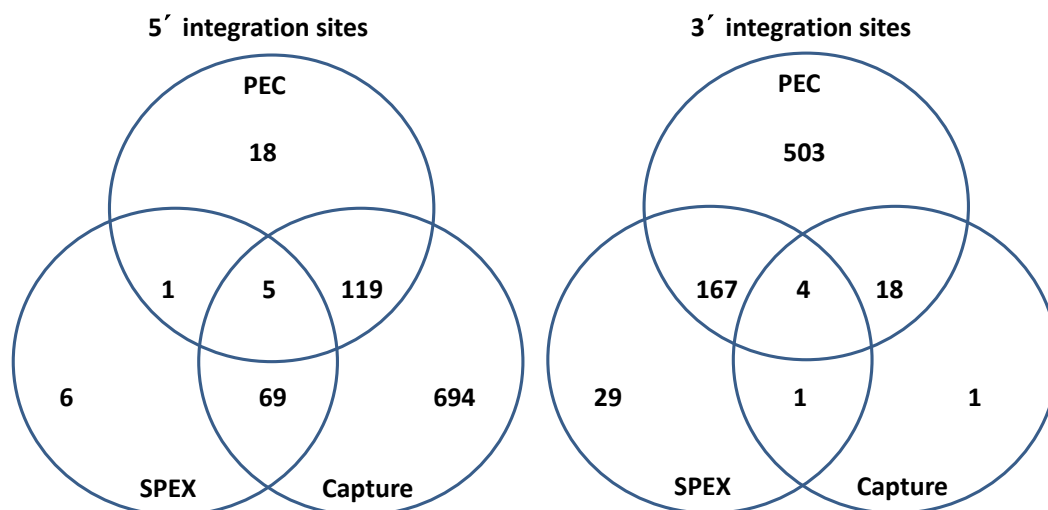 5´ integration sites
PEC
18
1 5 119
6 69 694
SPEX Capture
3´ integration sites
PEC
503
167 4 18
29 1 1
SPEX Capture